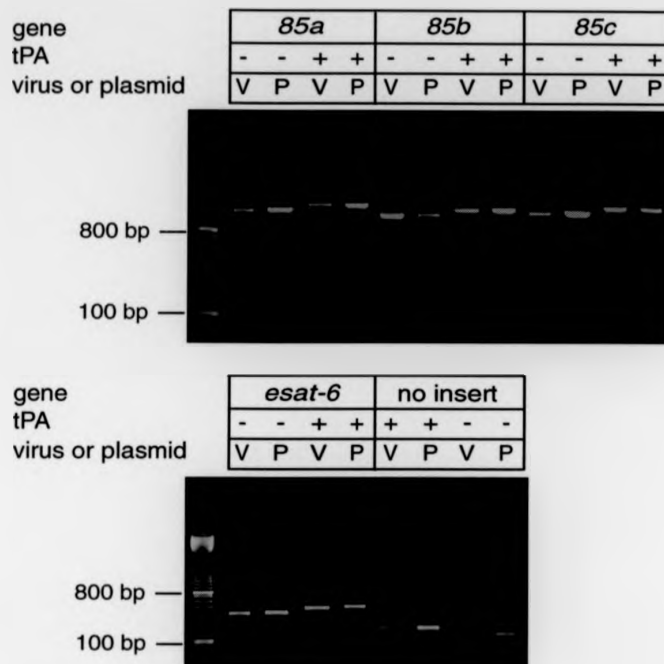 gene 85a 85b 85c
tPA - - + + - - + + - - + +
virus or plasmid V P V P V P V P V P V P
800 bp
100 bp
gene esat-6 no insert
tPA - - + + + + - -
virus or plasmid V P V P V P V P
800 bp
100 bp